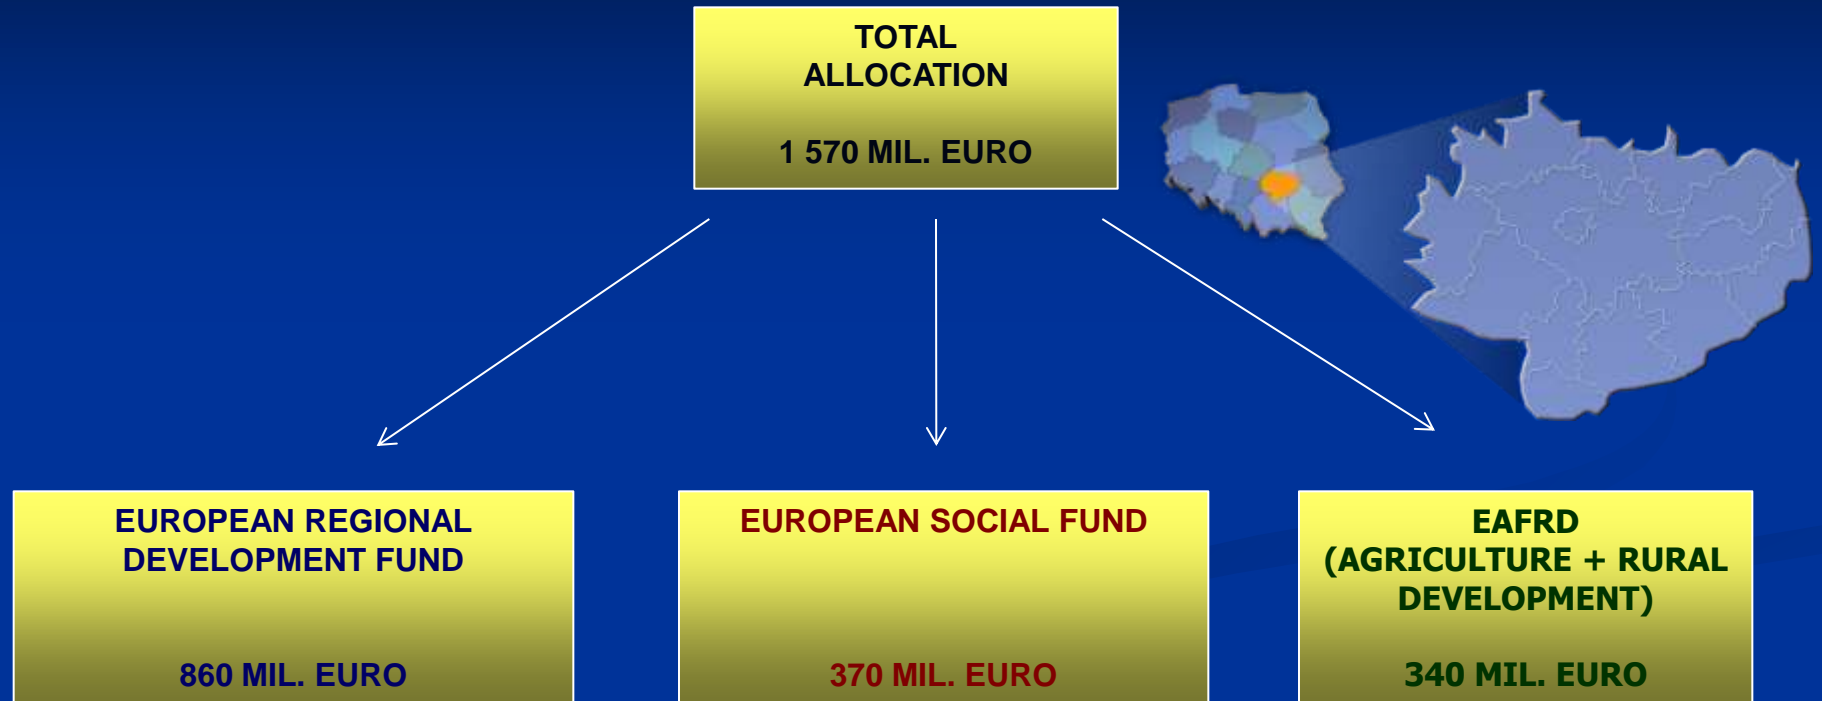 TOTAL
ALLOCATION
1 570 MIL. EURO
EUROPEAN REGIONAL
DEVELOPMENT FUND
860 MIL. EURO
EUROPEAN SOCIAL FUND
370 MIL. EURO
EAFRD
(AGRICULTURE + RURAL
DEVELOPMENT)
340 MIL. EURO